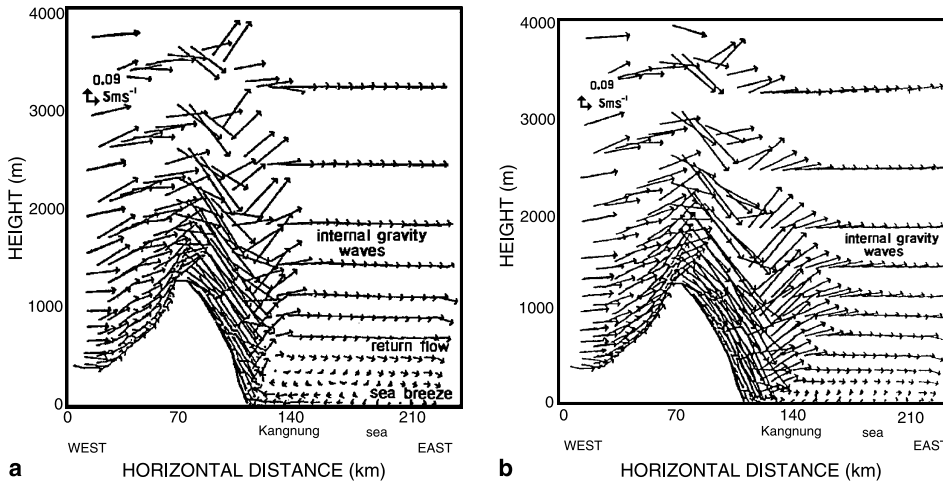 4000
3000
2000
1000
0
HEIGHT (m)
0.09
5ms⁻¹
internal gravity
waves
return flow
sea breeze
0 70 140 210
Kangnung sea
WEST EAST
a HORIZONTAL DISTANCE (km)
4000
3000
2000
1000
0
HEIGHT (m)
0.09
5ms⁻¹
internal gravity
waves
0 70 140 210
Kangnung sea
WEST EAST
b HORIZONTAL DISTANCE (km)